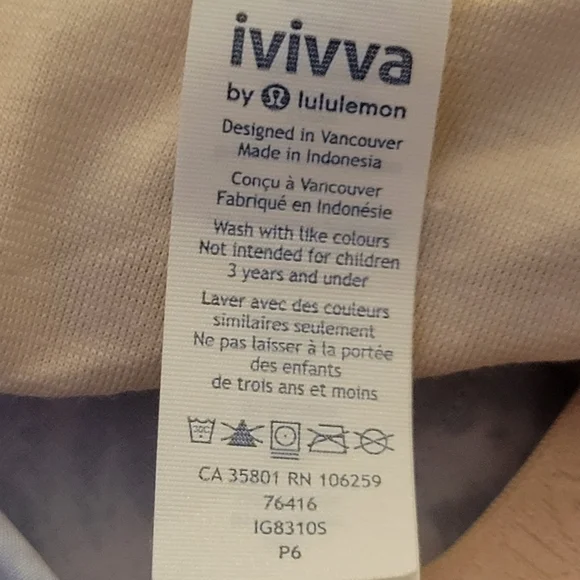 ivivva
by lululemon
Designed in Vancouver
Made in Indonesia
Conçu à Vancouver
Fabriqué en Indonésie
Wash with like colours
Not intended for children
3 years and under
Laver avec des couleurs
similaires seulement
Ne pas laisser à la portée
des enfants
de trois ans et moins
30C
CA 35801 RN 106259
76416
IG8310S
P6